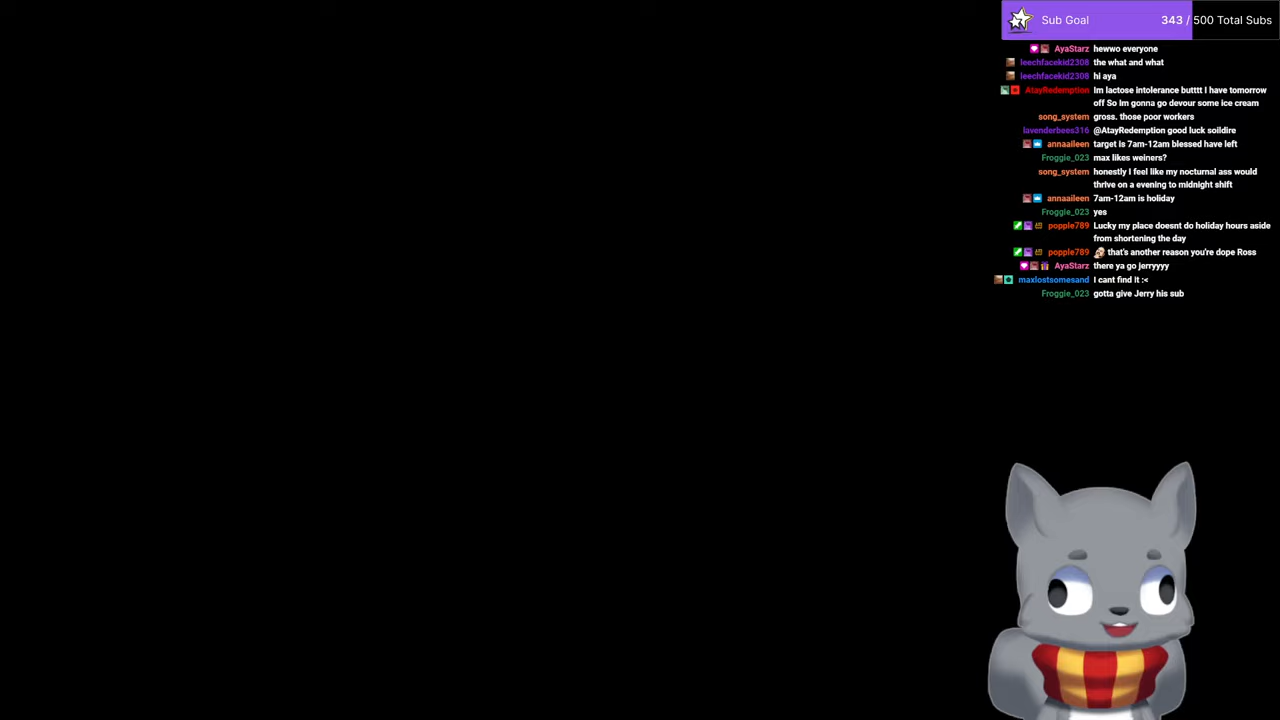 Sub Goal 343 / 500 Total Subs
AyaStarz hewwo everyone
leechfacekid2308 the what and what
leechfacekid2308 hi aya
AtayRedemption Im lactose intolerance butttt I have tomorrow
off So Im gonna go devour some ice cream
song_system gross. those poor workers
lavenderbees316 @AtayRedemption good luck soildire
annaaileen target is 7am-12am blessed have left
Froggie_023 max likes weiners?
song_system honestly I feel like my nocturnal ass would
thrive on a evening to midnight shift
annaaileen 7am-12am is holiday
Froggie_023 yes
popple789 Lucky my place doesnt do holiday hours aside
from shortening the day
popple789 that's another reason you're dope Ross
AyaStarz there ya go jerryyyy
maxlostsomesand I cant find it :<
Froggie_023 gotta give Jerry his sub